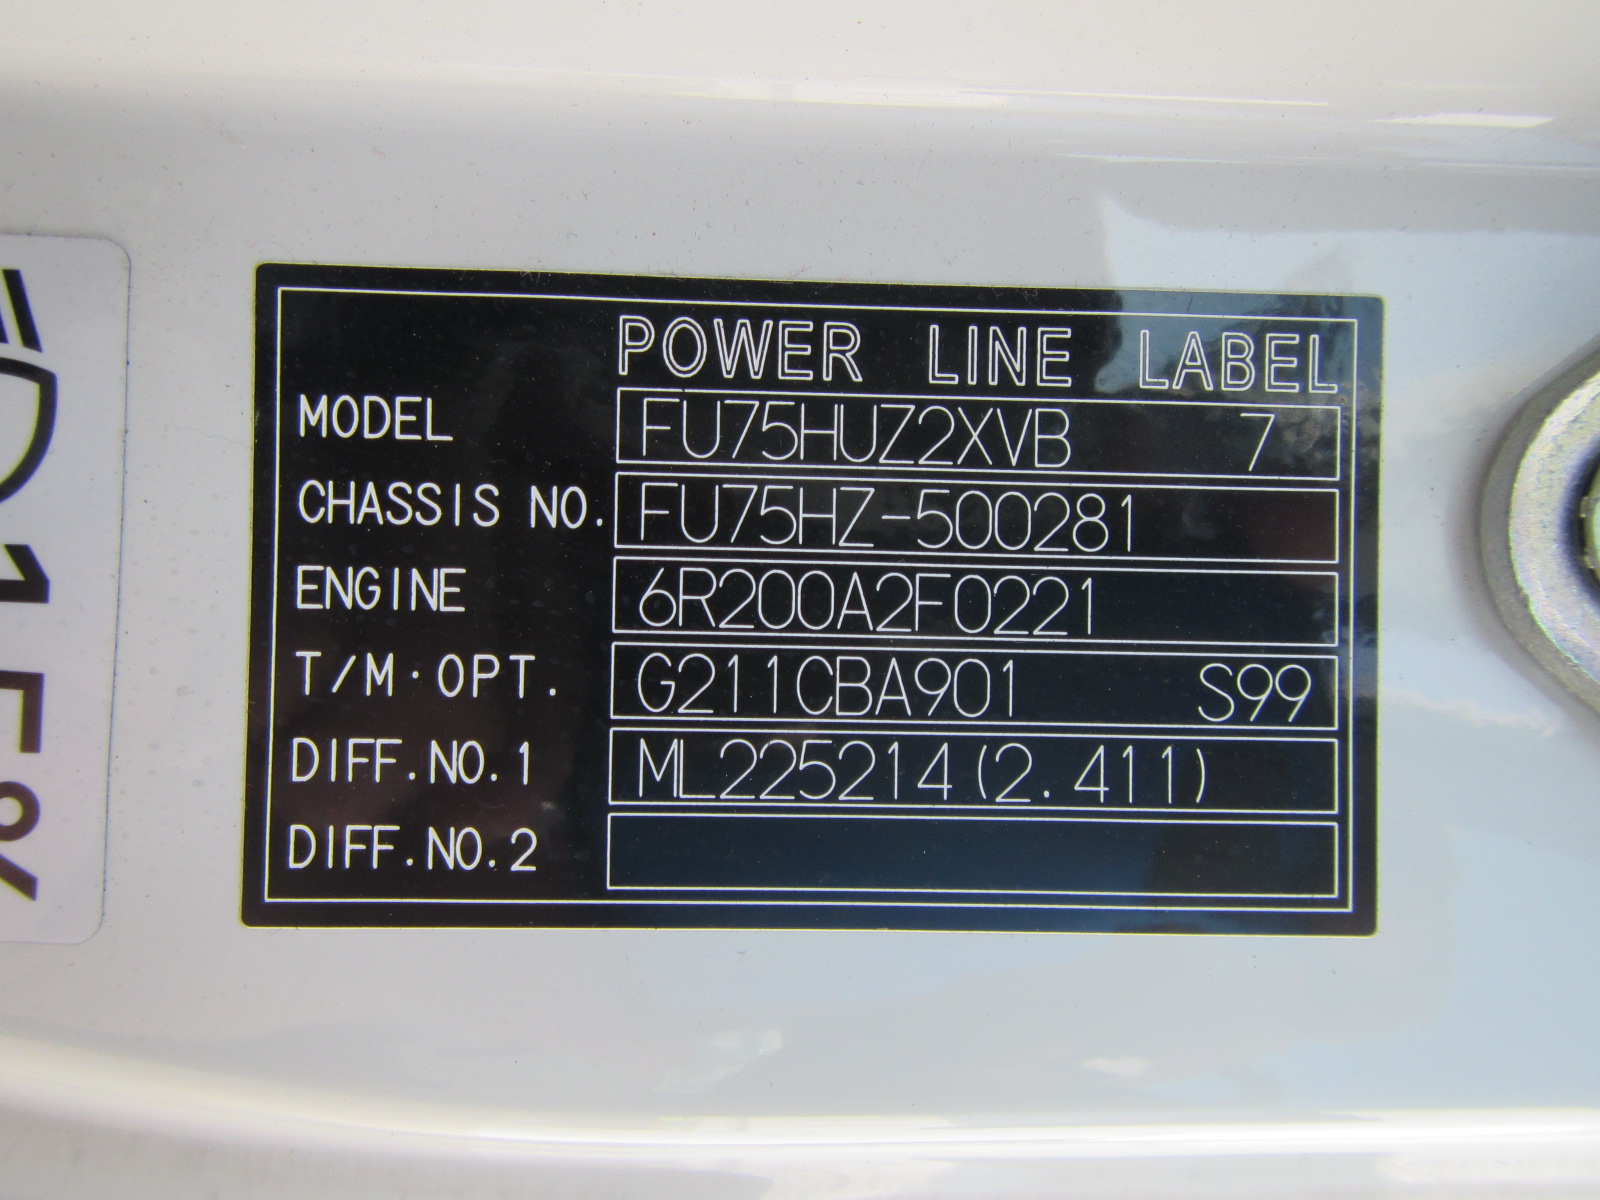 POWER LINE LABEL
MODEL FU75HUZ2XVB 7
CHASSIS NO. FU75HZ-500281
ENGINE 6R200A2F0221
T/M·OPT. G211CBA901 S99
DIFF.NO.1 ML225214(2.411)
DIFF.NO.2